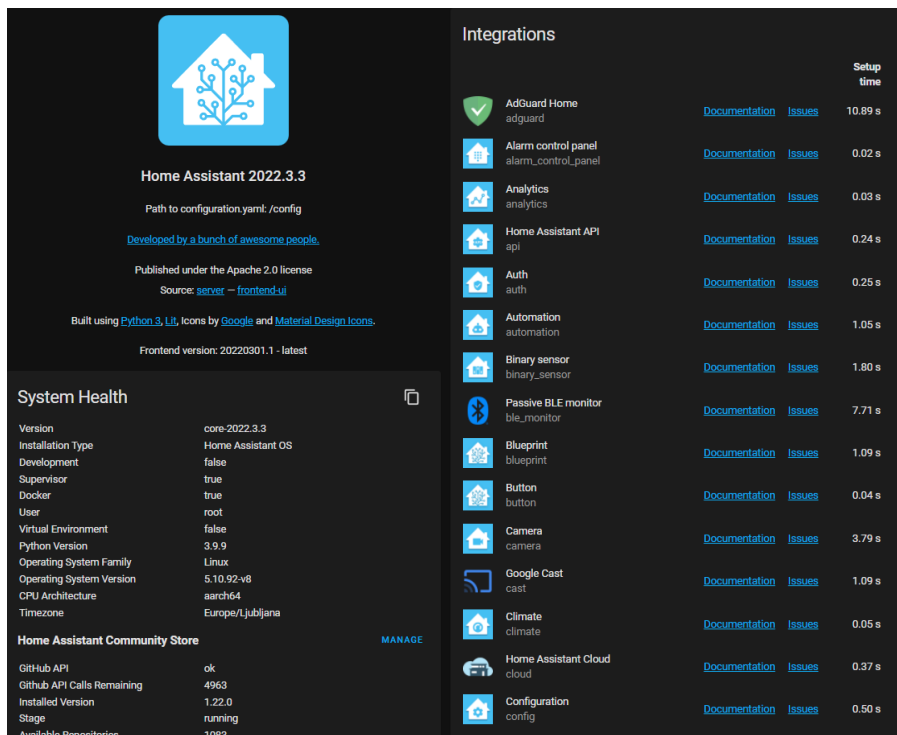 Home Assistant 2022.3.3
Path to configuration.yaml: /config
Developed by a bunch of awesome people.
Published under the Apache 2.0 license
Source: server — frontend-ui
Built using Python 3, Lit, Icons by Google and Material Design Icons.
Frontend version: 20220301.1 - latest
System Health
Version core-2022.3.3
Installation Type Home Assistant OS
Development false
Supervisor true
Docker true
User root
Virtual Environment false
Python Version 3.9.9
Operating System Family Linux
Operating System Version 5.10.92-v8
CPU Architecture aarch64
Timezone Europe/Ljubljana
Home Assistant Community Store MANAGE
GitHub API ok
Github API Calls Remaining 4963
Installed Version 1.22.0
Stage running
Available Repositories 1083
Integrations
Setup
time
AdGuard Home
adguard Documentation Issues 10.89 s
Alarm control panel
alarm_control_panel Documentation Issues 0.02 s
Analytics
analytics Documentation Issues 0.03 s
Home Assistant API
api Documentation Issues 0.24 s
Auth
auth Documentation Issues 0.25 s
Automation
automation Documentation Issues 1.05 s
Binary sensor
binary_sensor Documentation Issues 1.80 s
Passive BLE monitor
ble_monitor Documentation Issues 7.71 s
Blueprint
blueprint Documentation Issues 1.09 s
Button
button Documentation Issues 0.04 s
Camera
camera Documentation Issues 3.79 s
Google Cast
cast Documentation Issues 1.09 s
Climate
climate Documentation Issues 0.05 s
Home Assistant Cloud
cloud Documentation Issues 0.37 s
Configuration
config Documentation Issues 0.50 s